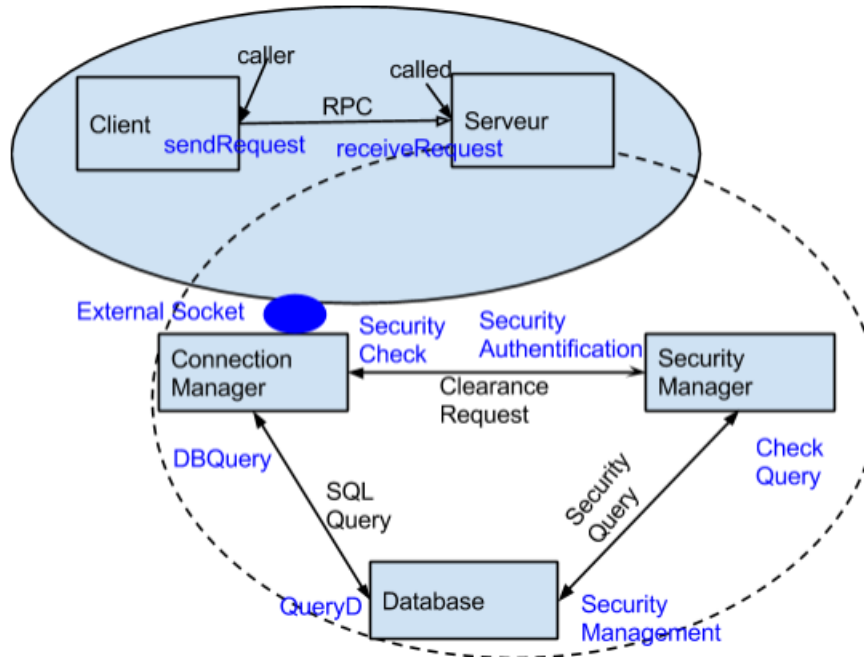 caller
called
Client
RPC
Serveur
sendRequest
receiveRequest
External Socket
Security
Check
Security
Authentification
Connection
Manager
Clearance
Request
Security
Manager
DBQuery
SQL
Query
Security
Query
Check
Query
QueryD
Database
Security
Management